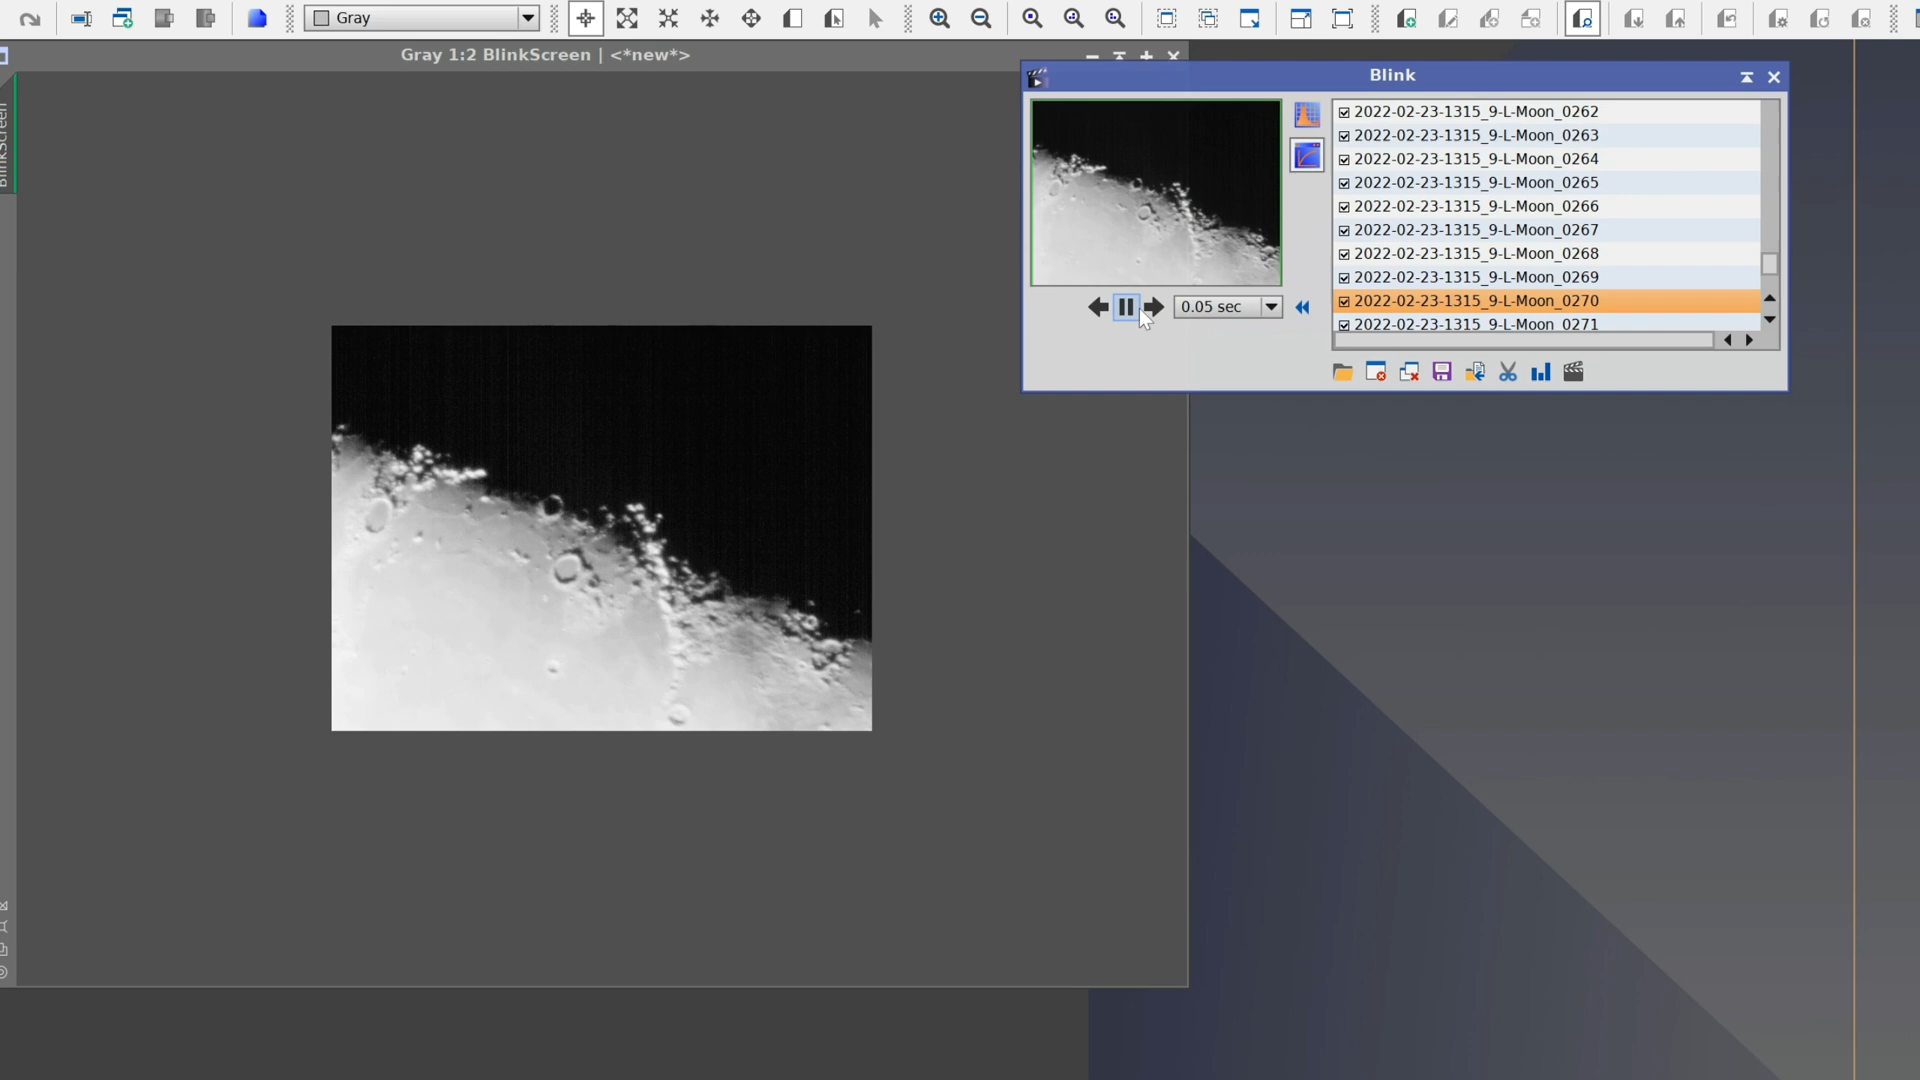 Gray
Gray 1:2 BlinkScreen | <*new*>
BlinkScreen
Blink
2022-02-23-1315_9-L-Moon_0262
2022-02-23-1315_9-L-Moon_0263
2022-02-23-1315_9-L-Moon_0264
2022-02-23-1315_9-L-Moon_0265
2022-02-23-1315_9-L-Moon_0266
2022-02-23-1315_9-L-Moon_0267
2022-02-23-1315_9-L-Moon_0268
2022-02-23-1315_9-L-Moon_0269
2022-02-23-1315_9-L-Moon_0270
2022-02-23-1315_9-L-Moon_0271
0.05 sec